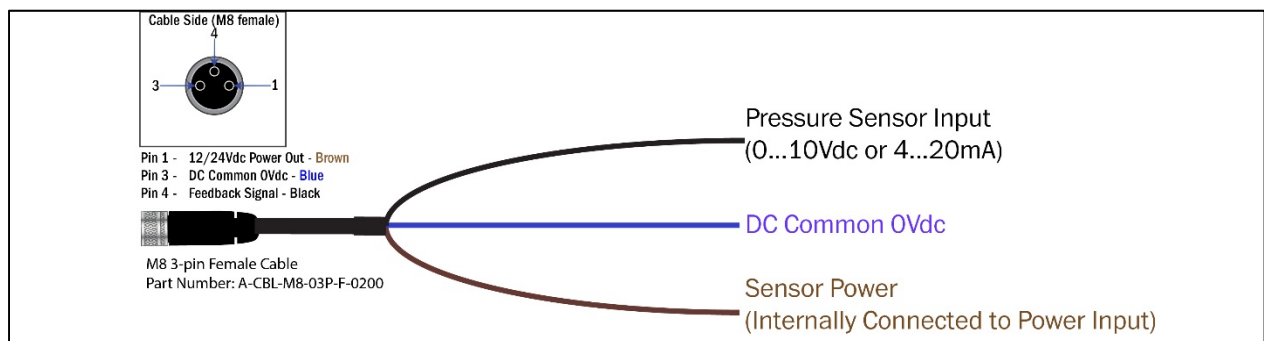 Cable Side (M8 female)
4
3
1
Pin 1 - 12/24Vdc Power Out - Brown
Pin 3 - DC Common 0Vdc - Blue
Pin 4 - Feedback Signal - Black
M8 3-pin Female Cable
Part Number: A-CBL-M8-03P-F-0200
Pressure Sensor Input
(0...10Vdc or 4...20mA)
DC Common 0Vdc
Sensor Power
(Internally Connected to Power Input)